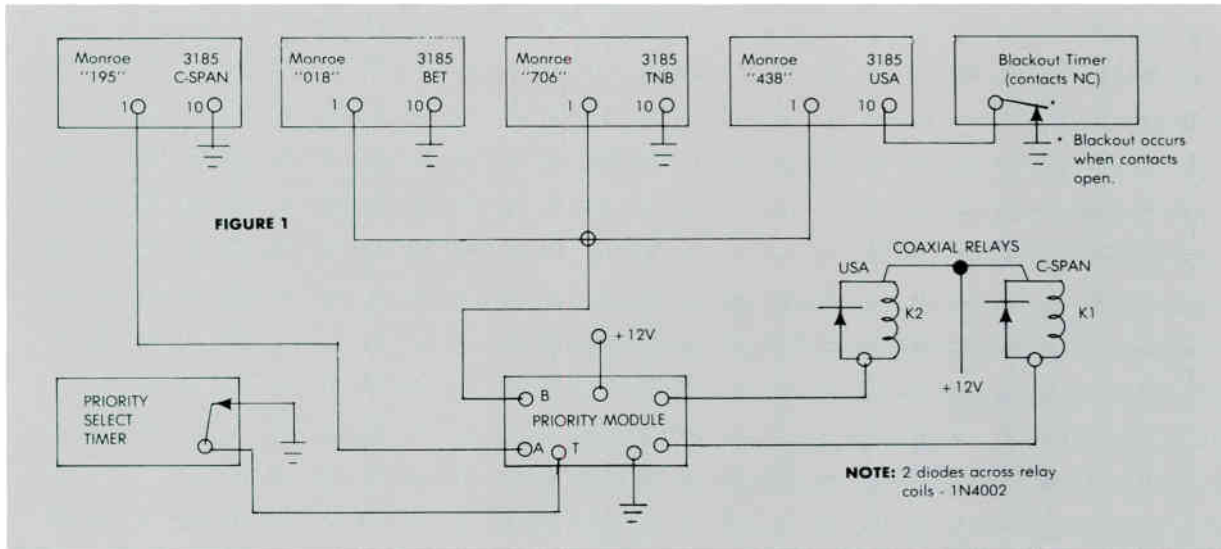 Monroe 3185
"195" C-SPAN
1 10
Monroe 3185
"018" BET
1 10
Monroe 3185
"706" TNB
1 10
Monroe 3185
"438" USA
1 10
Blackout Timer
(contacts NC)
*
* Blackout occurs
when contacts
open.
FIGURE 1
COAXIAL RELAYS
USA C-SPAN
K2 K1
+12V
+12V
PRIORITY
SELECT
TIMER
B
PRIORITY MODULE
A T
NOTE: 2 diodes across relay
coils - 1N4002